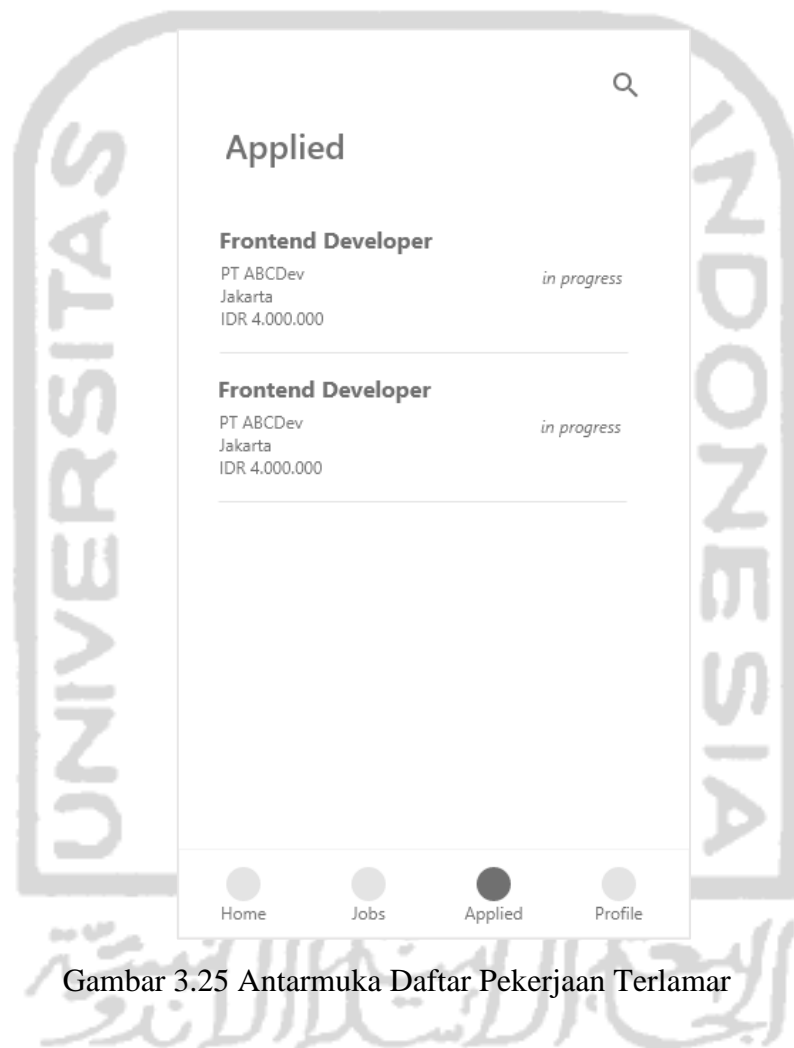 UNIVERSITAS
Applied
Frontend Developer
PT ABCDev
Jakarta
IDR 4.000.000
in progress
Frontend Developer
PT ABCDev
Jakarta
IDR 4.000.000
in progress
Home
Jobs
Applied
Profile
Gambar 3.25 Antarmuka Daftar Pekerjaan Terlamar